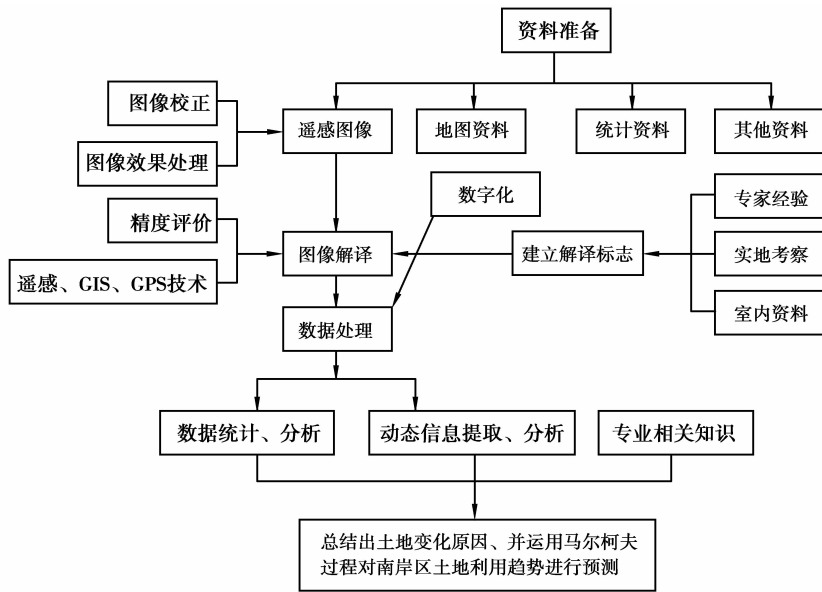 资料准备
图像校正
遥感图像
地图资料
统计资料
其他资料
图像效果处理
数字化
专家经验
精度评价
图像解译
建立解译标志
实地考察
遥感、GIS、GPS技术
室内资料
数据处理
数据统计、分析
动态信息提取、分析
专业相关知识
总结出土地变化原因、并运用马尔柯夫
过程对南岸区土地利用趋势进行预测